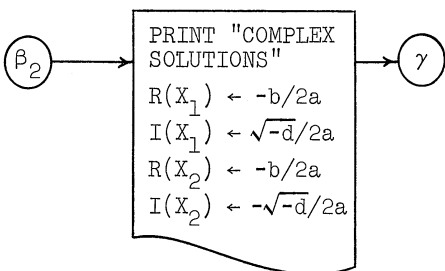 β₂
PRINT "COMPLEX
SOLUTIONS"
R(X₁) ← -b/2a
I(X₁) ← √-d/2a
R(X₂) ← -b/2a
I(X₂) ← -√-d/2a
γ